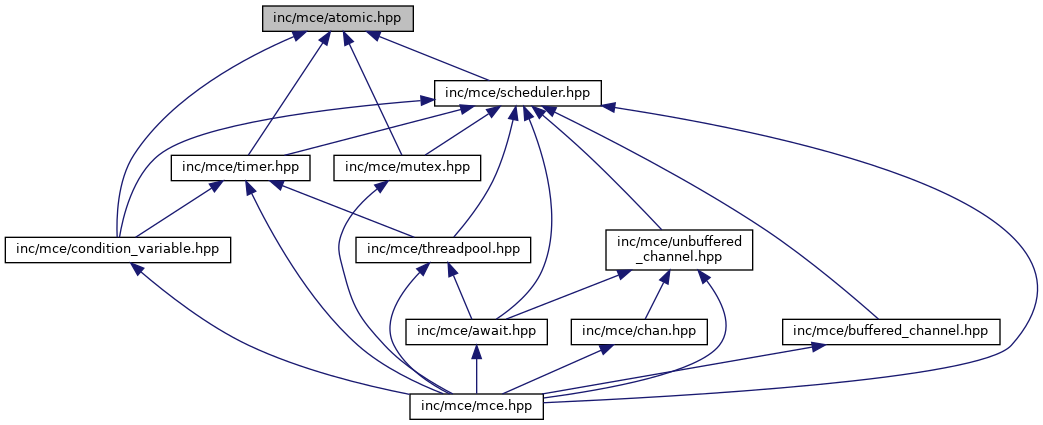 inc/mce/atomic.hpp
inc/mce/scheduler.hpp
inc/mce/timer.hpp
inc/mce/mutex.hpp
inc/mce/condition_variable.hpp
inc/mce/threadpool.hpp
inc/mce/unbuffered
_channel.hpp
inc/mce/await.hpp
inc/mce/chan.hpp
inc/mce/buffered_channel.hpp
inc/mce/mce.hpp